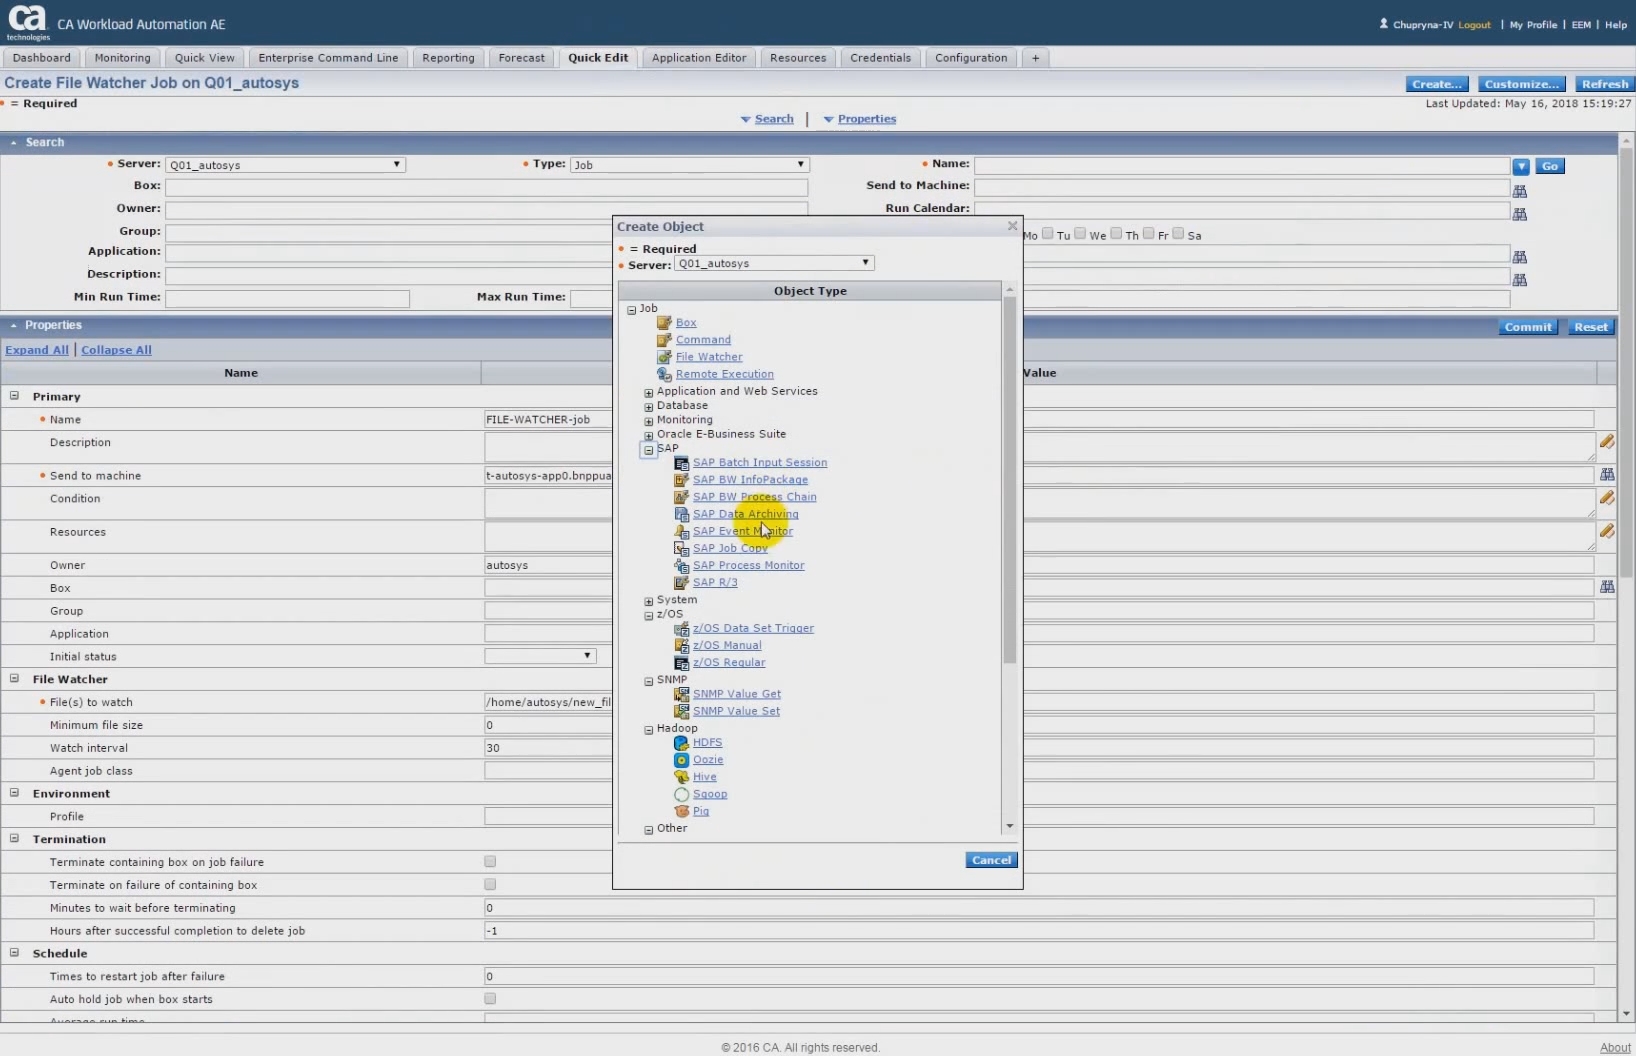 ca
technologies
CA Workload Automation AE
Chupryna-IV Logout | My Profile | EEM | Help
Dashboard Monitoring Quick View Enterprise Command Line Reporting Forecast Quick Edit Application Editor Resources Credentials Configuration +
Create File Watcher Job on Q01_autosys
Create... Customize... Refresh
= Required
Last Updated: May 16, 2018 15:19:27
Search | Properties
Search
Server: Q01_autosys Type: Job Name: Go
Box: Send to Machine:
Owner: Run Calendar:
Group: Mo Tu We Th Fr Sa
Application:
Description:
Min Run Time: Max Run Time:
Properties
Commit Reset
Expand All | Collapse All
Name Value
Primary
Name FILE-WATCHER-job
Description
Send to machine t-autosys-app0.bnppua
Condition
Resources
Owner autosys
Box
Group
Application
Initial status
File Watcher
File(s) to watch /home/autosys/new_fil
Minimum file size 0
Watch interval 30
Agent job class
Environment
Profile
Termination
Terminate containing box on job failure
Terminate on failure of containing box
Minutes to wait before terminating 0
Hours after successful completion to delete job -1
Schedule
Times to restart job after failure 0
Auto hold job when box starts
Average run time
Create Object
= Required
Server: Q01_autosys
Object Type
Job
Box
Command
File Watcher
Remote Execution
Application and Web Services
Database
Monitoring
Oracle E-Business Suite
SAP
SAP Batch Input Session
SAP BW InfoPackage
SAP BW Process Chain
SAP Data Archiving
SAP Event Monitor
SAP Job Copy
SAP Process Monitor
SAP R/3
System
z/OS
z/OS Data Set Trigger
z/OS Manual
z/OS Regular
SNMP
SNMP Value Get
SNMP Value Set
Hadoop
HDFS
Oozie
Hive
Sqoop
Pig
Other
Cancel
© 2016 CA. All rights reserved.
About